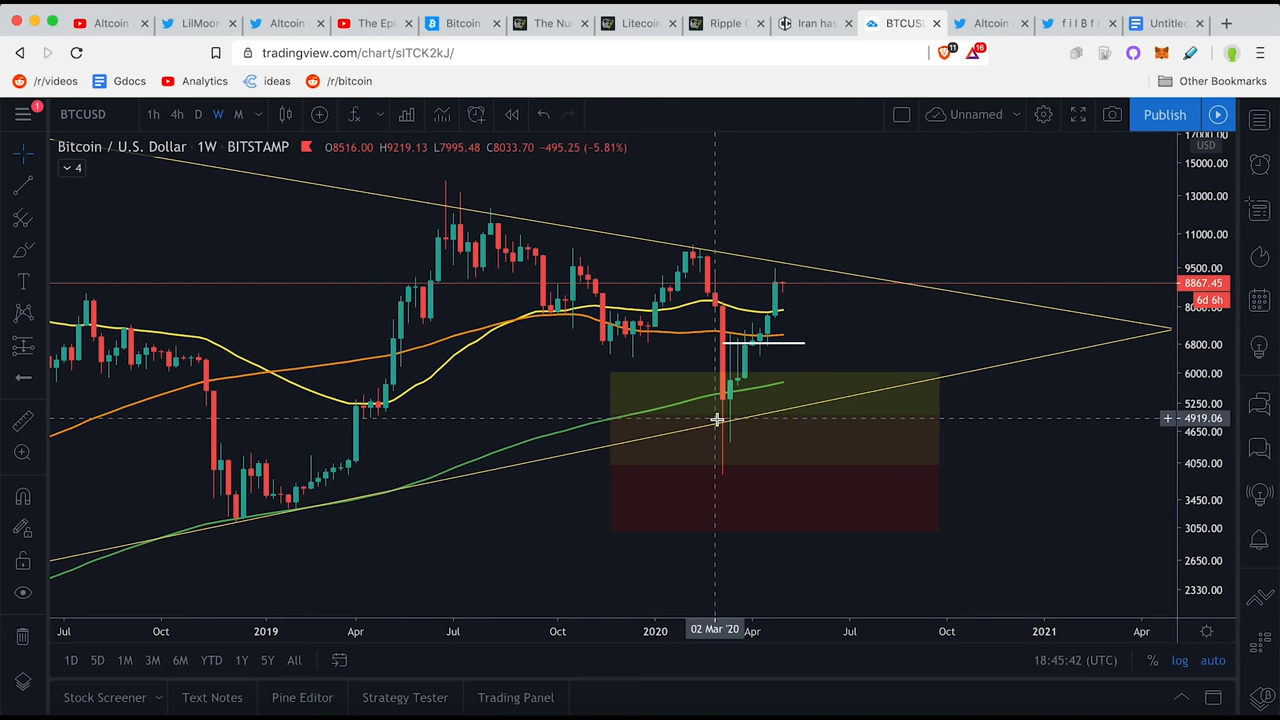 Altcoin
LilMoon
Altcoin
The Epi
Bitcoin
The Nu
Litecoin
Ripple
Iran has
BTCUS
Altcoin
f i l β f i
Untitle
tradingview.com/chart/sITCK2kJ/
11
16
/r/videos
Gdocs
Analytics
ideas
/r/bitcoin
Other Bookmarks
1
BTCUSD
1h
4h
D
W
M
Unnamed
Publish
Bitcoin / U.S. Dollar 1W BITSTAMP O8516.00 H9219.13 L7995.48 C8033.70 −495.25 (−5.81%)
4
17000.00
USD
15000.00
13000.00
11000.00
9500.00
8867.45
6d 6h
8000.00
6800.00
6000.00
5250.00
4919.06
4650.00
4050.00
3450.00
3050.00
2650.00
2330.00
Jul
Oct
2019
Apr
Jul
Oct
2020
02 Mar '20
Apr
Jul
Oct
2021
Apr
1D
5D
1M
3M
6M
YTD
1Y
5Y
All
18:45:42 (UTC)
%
log
auto
Stock Screener
Text Notes
Pine Editor
Strategy Tester
Trading Panel